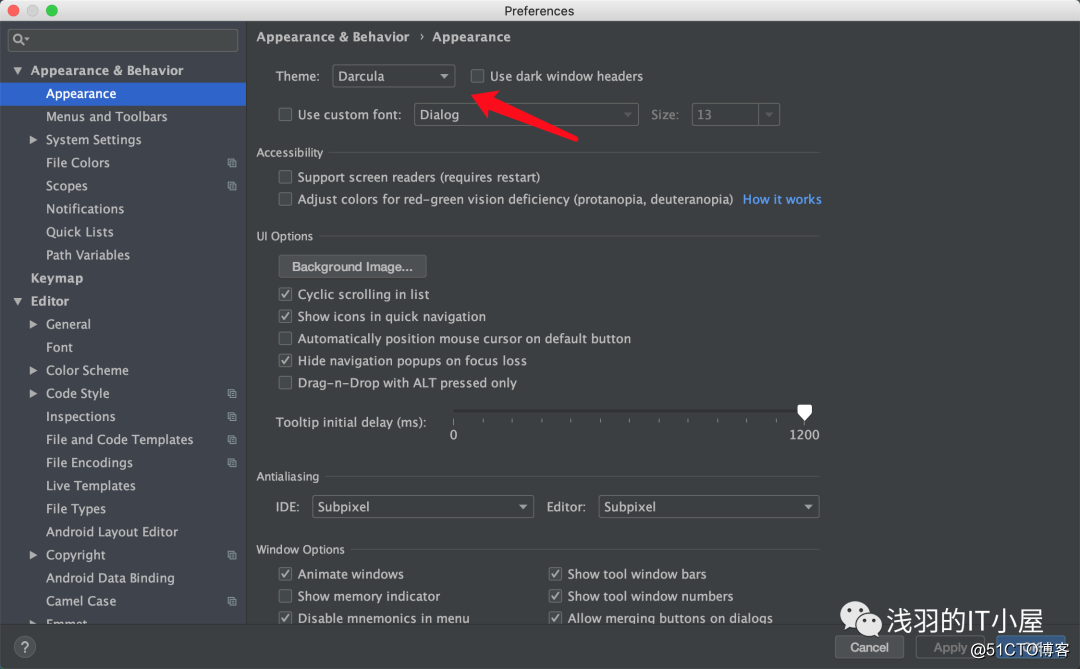 Preferences
Appearance & Behavior › Appearance
Appearance & Behavior
Appearance
Menus and Toolbars
System Settings
File Colors
Scopes
Notifications
Quick Lists
Path Variables
Keymap
Editor
General
Font
Color Scheme
Code Style
Inspections
File and Code Templates
File Encodings
Live Templates
File Types
Android Layout Editor
Copyright
Android Data Binding
Camel Case
Emmet
Theme: Darcula Use dark window headers
Use custom font: Dialog Size: 13
Accessibility
Support screen readers (requires restart)
Adjust colors for red-green vision deficiency (protanopia, deuteranopia) How it works
UI Options
Background Image...
Cyclic scrolling in list
Show icons in quick navigation
Automatically position mouse cursor on default button
Hide navigation popups on focus loss
Drag-n-Drop with ALT pressed only
Tooltip initial delay (ms):
0 1200
Antialiasing
IDE: Subpixel Editor: Subpixel
Window Options
Animate windows Show tool window bars
Show memory indicator Show tool window numbers
Disable mnemonics in menu Allow merging buttons on dialogs
浅羽的IT小屋
? Cancel Apply
@51CTO博客